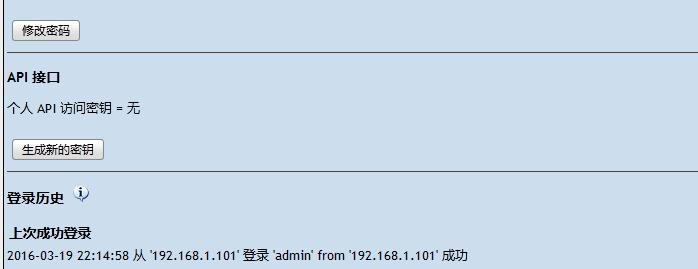 修改密码
API 接口
个人 API 访问密钥 = 无
生成新的密钥
登录历史
上次成功登录
2016-03-19 22:14:58 从 '192.168.1.101' 登录 'admin' from '192.168.1.101' 成功